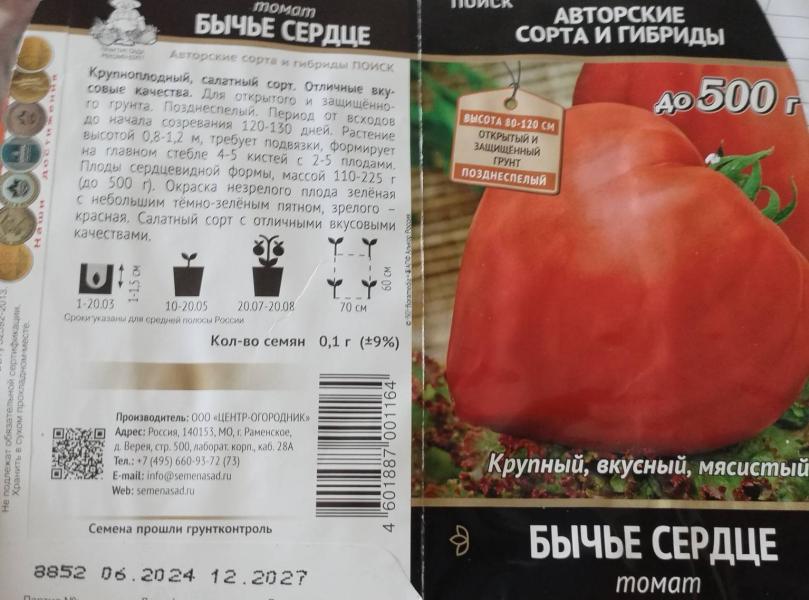 томат
БЫЧЬЕ СЕРДЦЕ
Авторские сорта и гибриды ПОИСК
Крупноплодный, салатный сорт. Отличные вку-
совые качества. Для открытого и защищённо-
го грунта. Позднеспелый. Период от всходов
до начала созревания 120-130 дней. Растение
высотой 0,8-1,2 м, требует подвязки, формирует
на главном стебле 4-5 кистей с 2-5 плодами.
Плоды сердцевидной формы, массой 110-225 г
(до 500 г). Окраска незрелого плода зелёная
с небольшим тёмно-зелёным пятном, зрелого –
красная. Салатный сорт с отличными вкусовыми
качествами.
1-1,5 см
60 см
1-20.03
10-20.05
20.07-20.08
70 см
Сроки указаны для средней полосы России
Кол-во семян 0,1 г (±9%)
Производитель: ООО «ЦЕНТР-ОГОРОДНИК»
Адрес: Россия, 140153, МО, г. Раменское,
д. Верея, стр. 500, лаборат. корп., каб. 28А
Тел.: +7 (495) 660-93-72 (73)
E-mail: info@semenasad.ru
Web: semenasad.ru
4 601887 001164
Семена прошли грунтконтроль
8852 06.2024 12.2027
Наши достижения
Не подлежат обязательной сертификации.
Хранить в сухом прохладном месте.
ПОИСК
АВТОРСКИЕ
СОРТА И ГИБРИДЫ
до 500 г
ВЫСОТА 80-120 СМ
ОТКРЫТЫЙ И
ЗАЩИЩЕННЫЙ
ГРУНТ
ПОЗДНЕСПЕЛЫЙ
Крупный, вкусный, мясистый
БЫЧЬЕ СЕРДЦЕ
томат